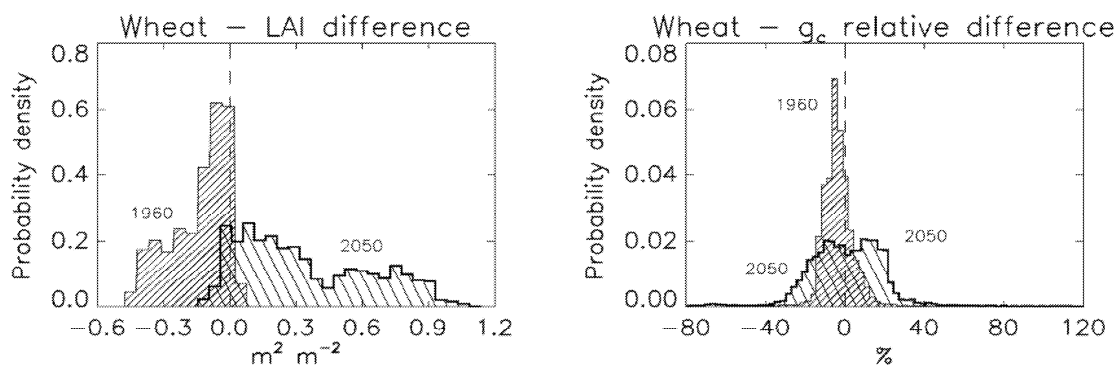 Wheat – LAI difference
Probability density
0.8
0.6
0.4
0.2
0.0
1960
2050
−0.6 −0.3 0.0 0.3 0.6 0.9 1.2
m² m⁻²
Wheat – g_c relative difference
Probability density
0.08
0.06
0.04
0.02
0.00
1960
2050
2050
−80 −40 0 40 80 120
%